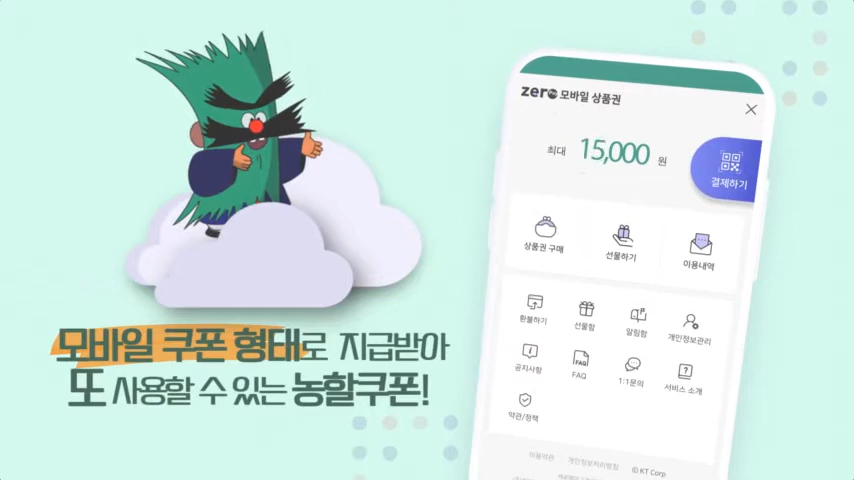 zero Pay 모바일 상품권
최대 15,000 원
결제하기
상품권 구매
선물하기
이용내역
환불하기
선물함
알림함
개인정보관리
공지사항
FAQ
FAQ
1:1문의
서비스 소개
약관/정책
이용약관
개인정보처리방침
© KT Corp
모바일 쿠폰 형태로 지급받아
또 사용할 수 있는 농할쿠폰!